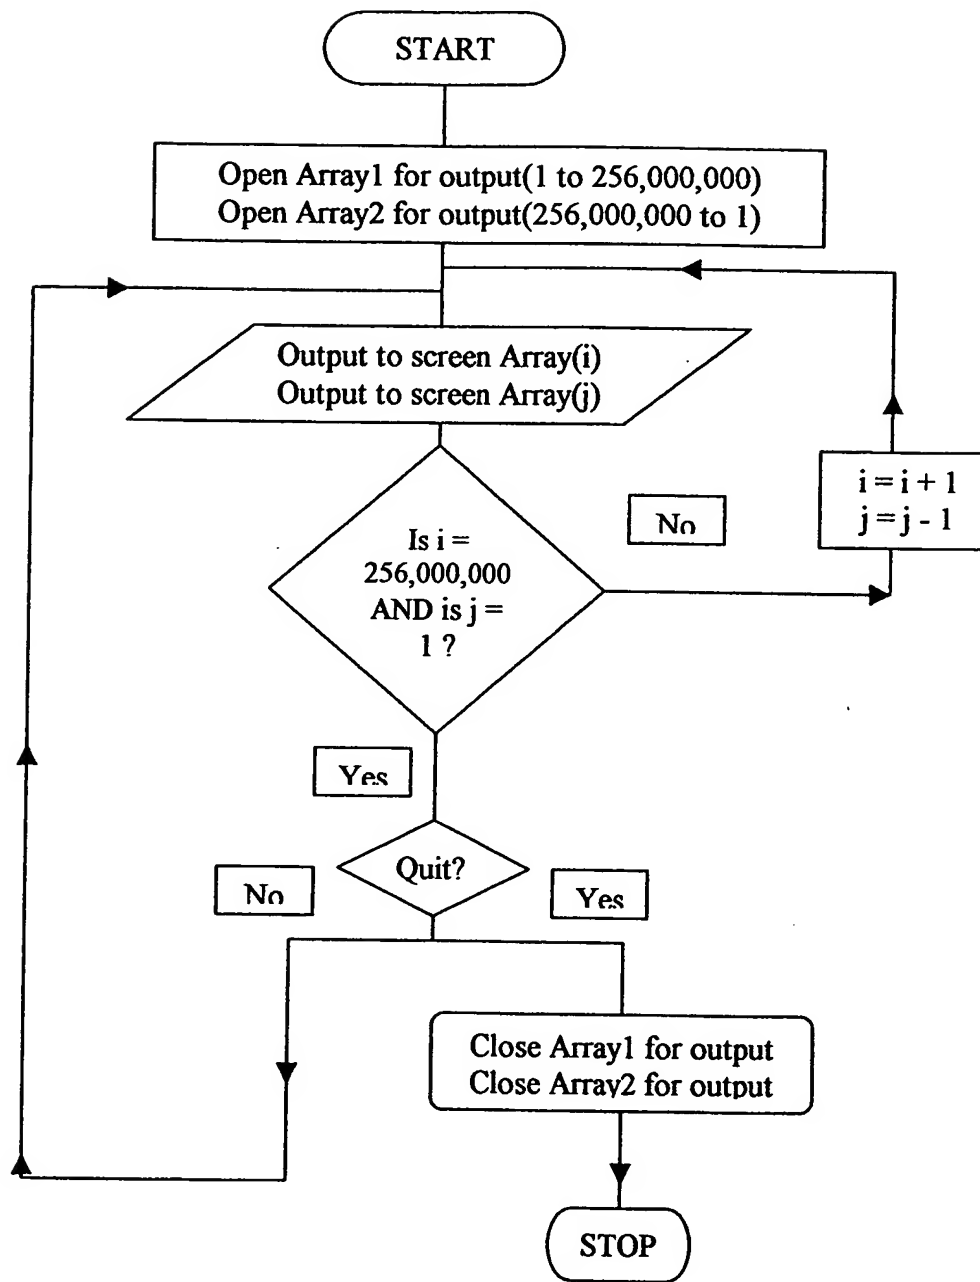 START
Open Array1 for output(1 to 256,000,000)
Open Array2 for output(256,000,000 to 1)
Output to screen Array(i)
Output to screen Array(j)
i = i + 1
j = j - 1
No
Is i =
256,000,000
AND is j =
1 ?
Yes
Quit?
No
Yes
Close Array1 for output
Close Array2 for output
STOP